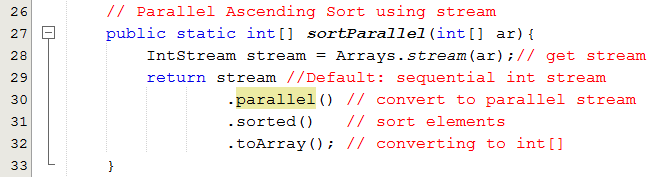 26 // Parallel Ascending Sort using stream
27 public static int[] sortParallel(int[] ar){
28 IntStream stream = Arrays.stream(ar);// get stream
29 return stream //Default: sequential int stream
30 .parallel() // convert to parallel stream
31 .sorted() // sort elements
32 .toArray(); // converting to int[]
33 }